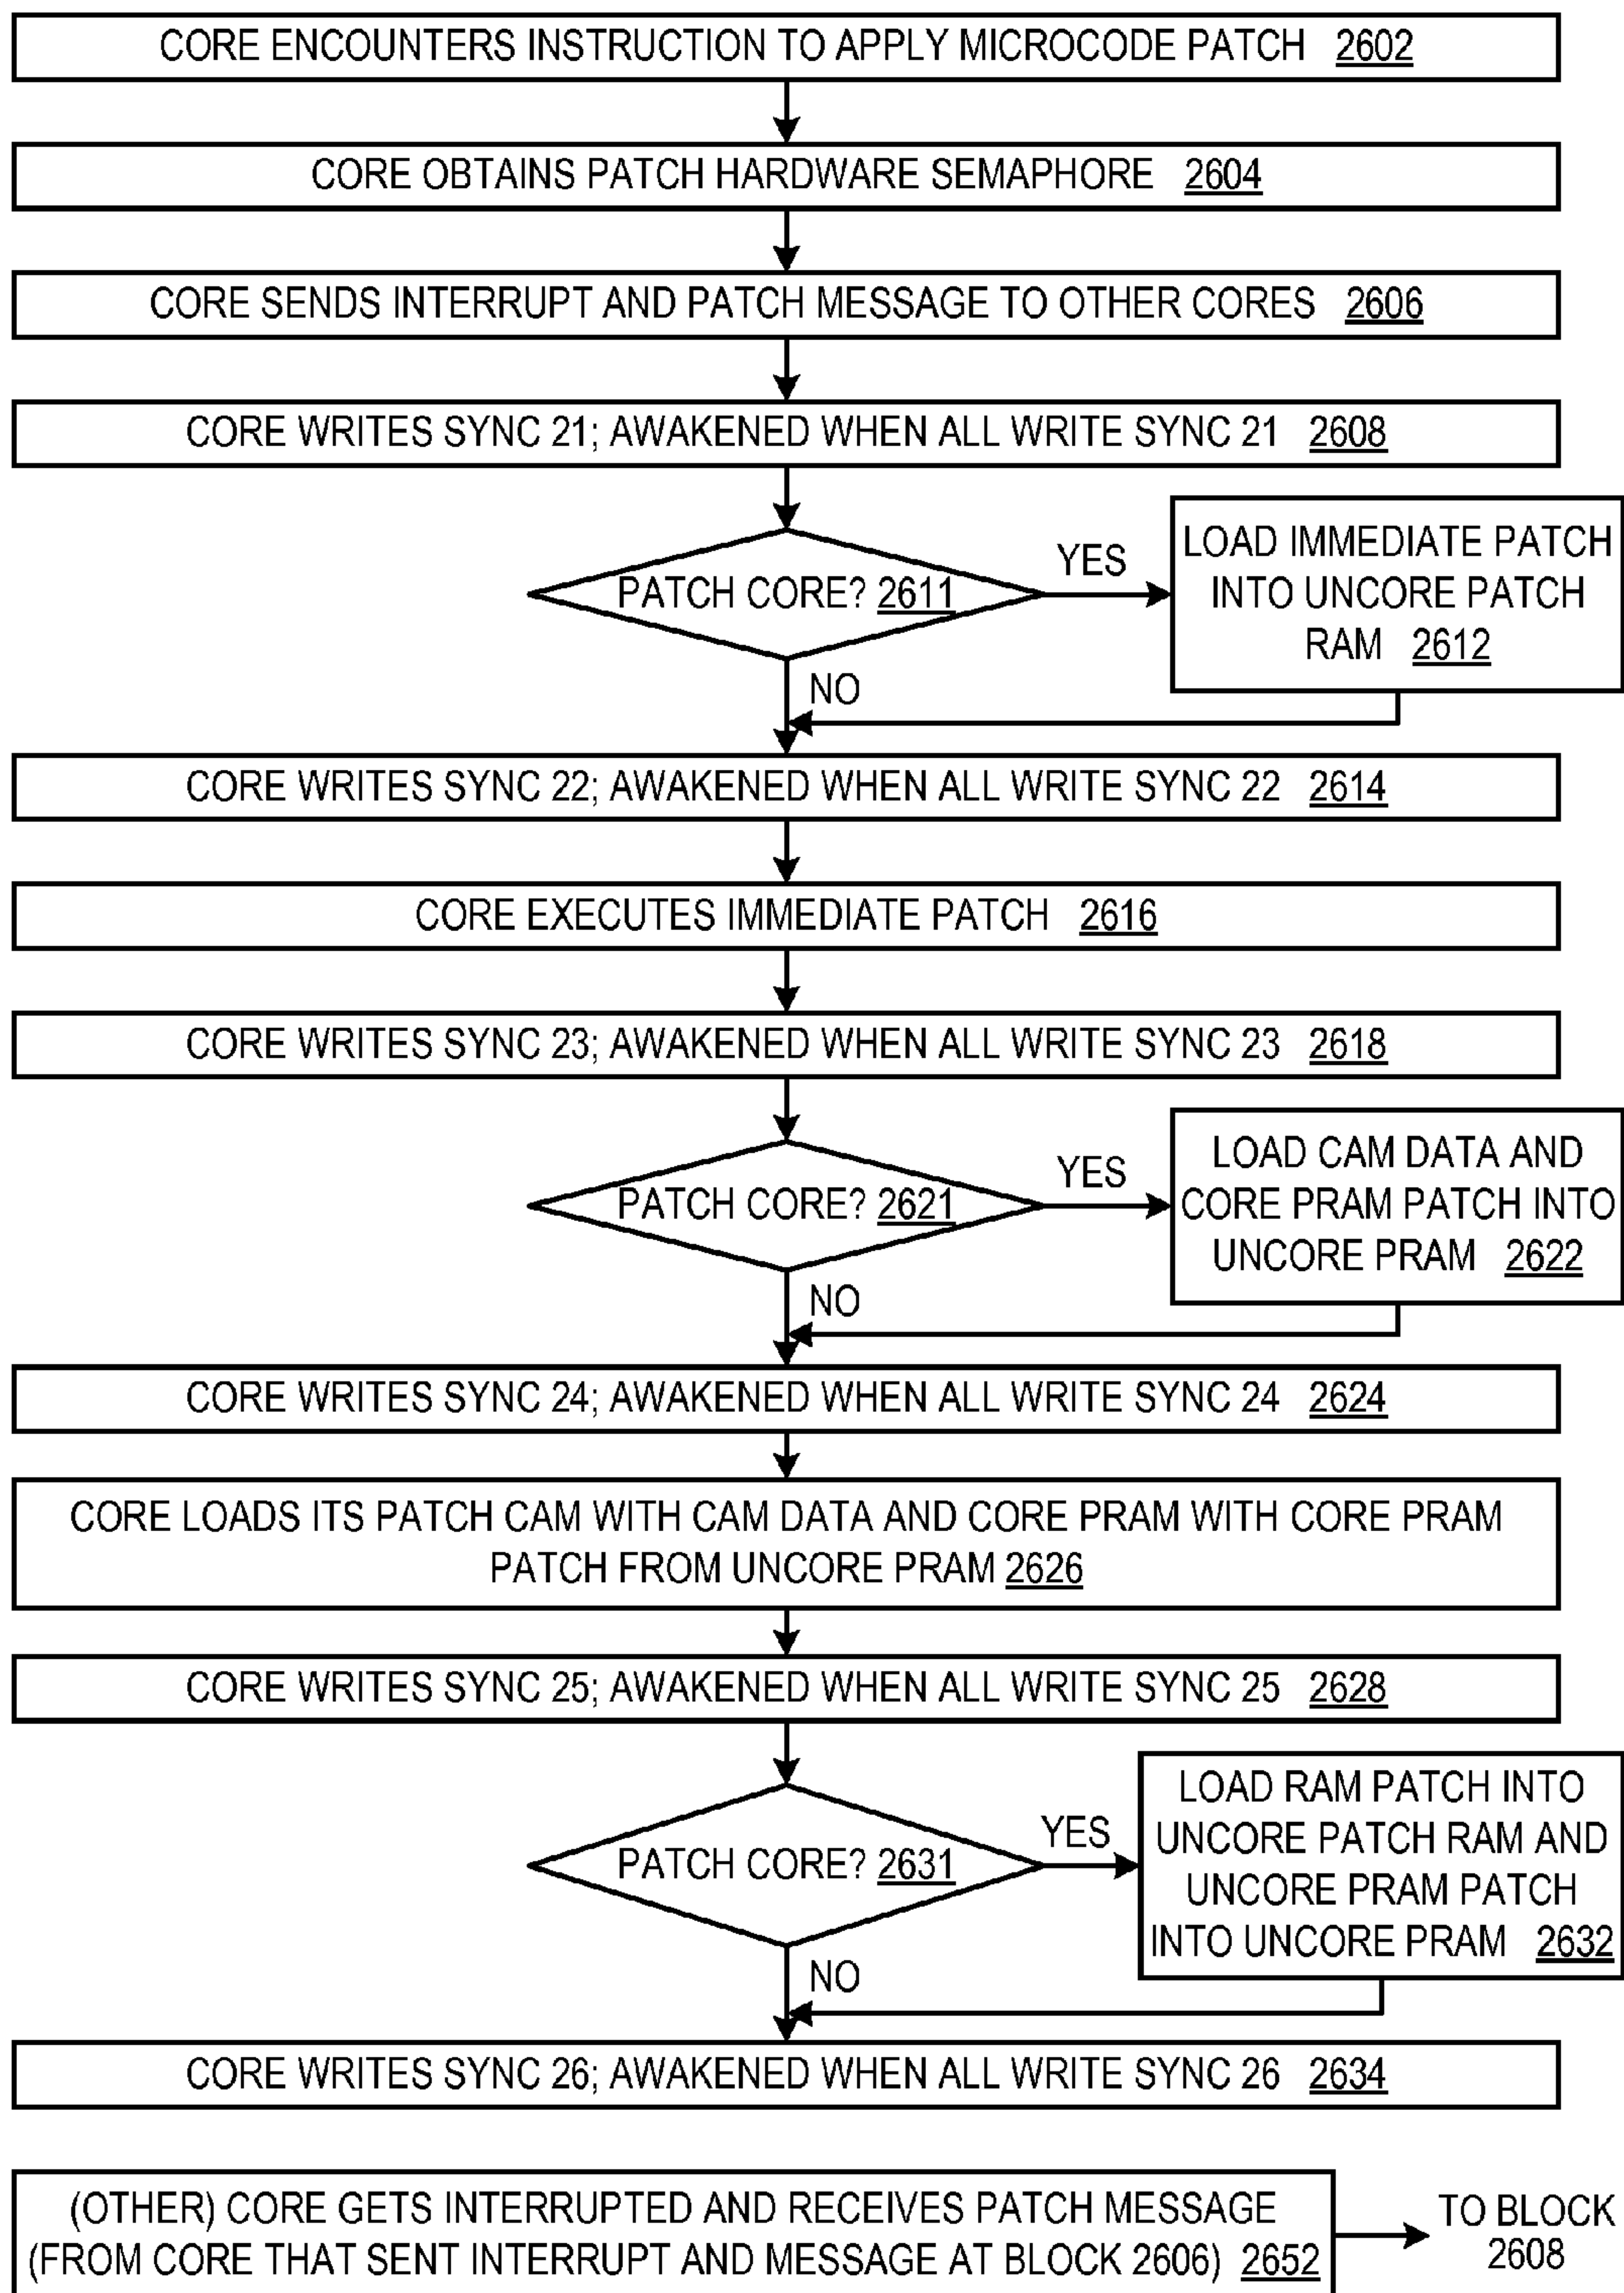 CORE ENCOUNTERS INSTRUCTION TO APPLY MICROCODE PATCH 2602
CORE OBTAINS PATCH HARDWARE SEMAPHORE 2604
CORE SENDS INTERRUPT AND PATCH MESSAGE TO OTHER CORES 2606
CORE WRITES SYNC 21; AWAKENED WHEN ALL WRITE SYNC 21 2608
PATCH CORE? 2611
YES
LOAD IMMEDIATE PATCH
INTO UNCORE PATCH
RAM 2612
NO
CORE WRITES SYNC 22; AWAKENED WHEN ALL WRITE SYNC 22 2614
CORE EXECUTES IMMEDIATE PATCH 2616
CORE WRITES SYNC 23; AWAKENED WHEN ALL WRITE SYNC 23 2618
PATCH CORE? 2621
YES
LOAD CAM DATA AND
CORE PRAM PATCH INTO
UNCORE PRAM 2622
NO
CORE WRITES SYNC 24; AWAKENED WHEN ALL WRITE SYNC 24 2624
CORE LOADS ITS PATCH CAM WITH CAM DATA AND CORE PRAM WITH CORE PRAM
PATCH FROM UNCORE PRAM 2626
CORE WRITES SYNC 25; AWAKENED WHEN ALL WRITE SYNC 25 2628
PATCH CORE? 2631
YES
LOAD RAM PATCH INTO
UNCORE PATCH RAM AND
UNCORE PRAM PATCH
INTO UNCORE PRAM 2632
NO
CORE WRITES SYNC 26; AWAKENED WHEN ALL WRITE SYNC 26 2634
(OTHER) CORE GETS INTERRUPTED AND RECEIVES PATCH MESSAGE
(FROM CORE THAT SENT INTERRUPT AND MESSAGE AT BLOCK 2606) 2652
TO BLOCK
2608